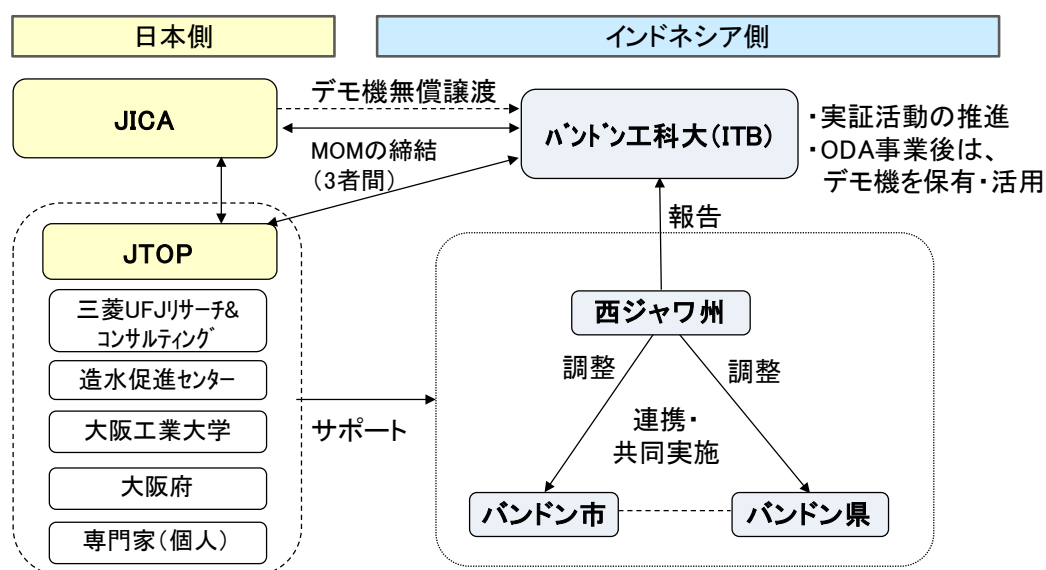 日本側
インドネシア側
JICA
デモ機無償譲渡
ﾊﾞﾝﾄﾞﾝ工科大(ITB)
・実証活動の推進
・ODA事業後は、
デモ機を保有・活用
MOMの締結
(3者間)
JTOP
三菱UFJﾘｻｰﾁ&
ｺﾝｻﾙﾃｨﾝｸﾞ
造水促進ｾﾝﾀｰ
大阪工業大学
大阪府
専門家(個人)
サポート
報告
西ジャワ州
調整
調整
連携・
共同実施
バンドン市
バンドン県